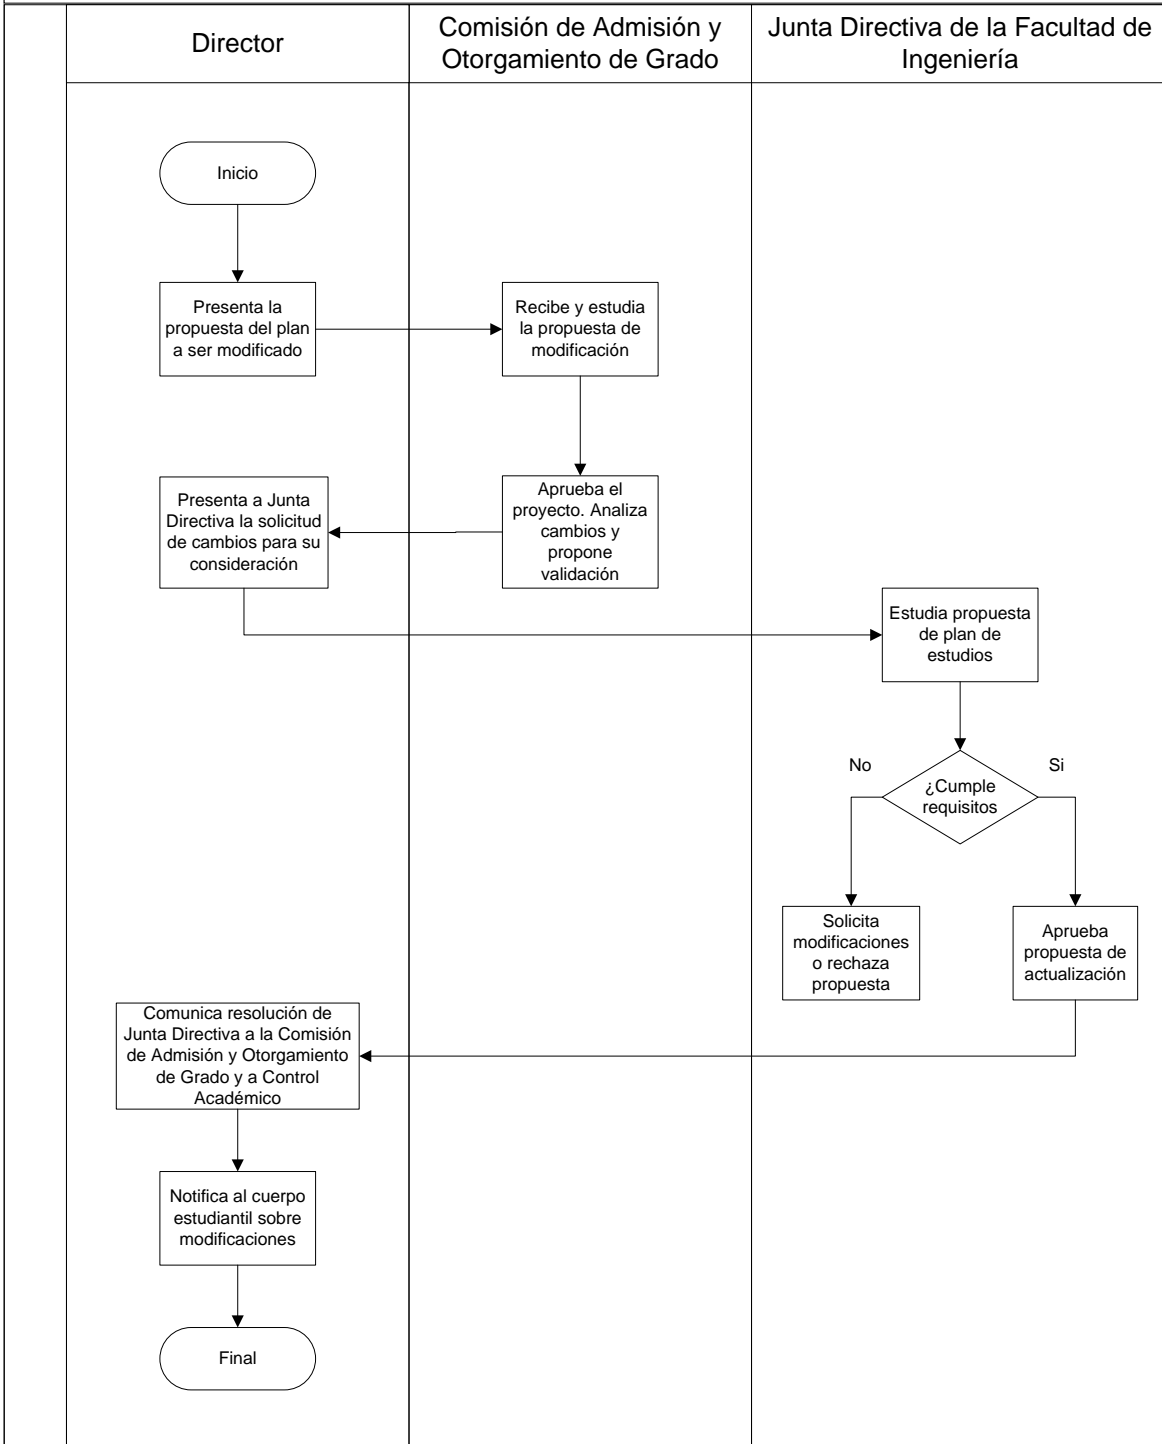 Director
Comisión de Admisión y
Otorgamiento de Grado
Junta Directiva de la Facultad de
Ingeniería
Inicio
Presenta la
propuesta del plan
a ser modificado
Recibe y estudia
la propuesta de
modificación
Aprueba el
proyecto. Analiza
cambios y
propone
validación
Presenta a Junta
Directiva la solicitud
de cambios para su
consideración
Estudia propuesta
de plan de
estudios
¿Cumple
requisitos
No
Si
Solicita
modificaciones
o rechaza
propuesta
Aprueba
propuesta de
actualización
Comunica resolución de
Junta Directiva a la Comisión
de Admisión y Otorgamiento
de Grado y a Control
Académico
Notifica al cuerpo
estudiantil sobre
modificaciones
Final